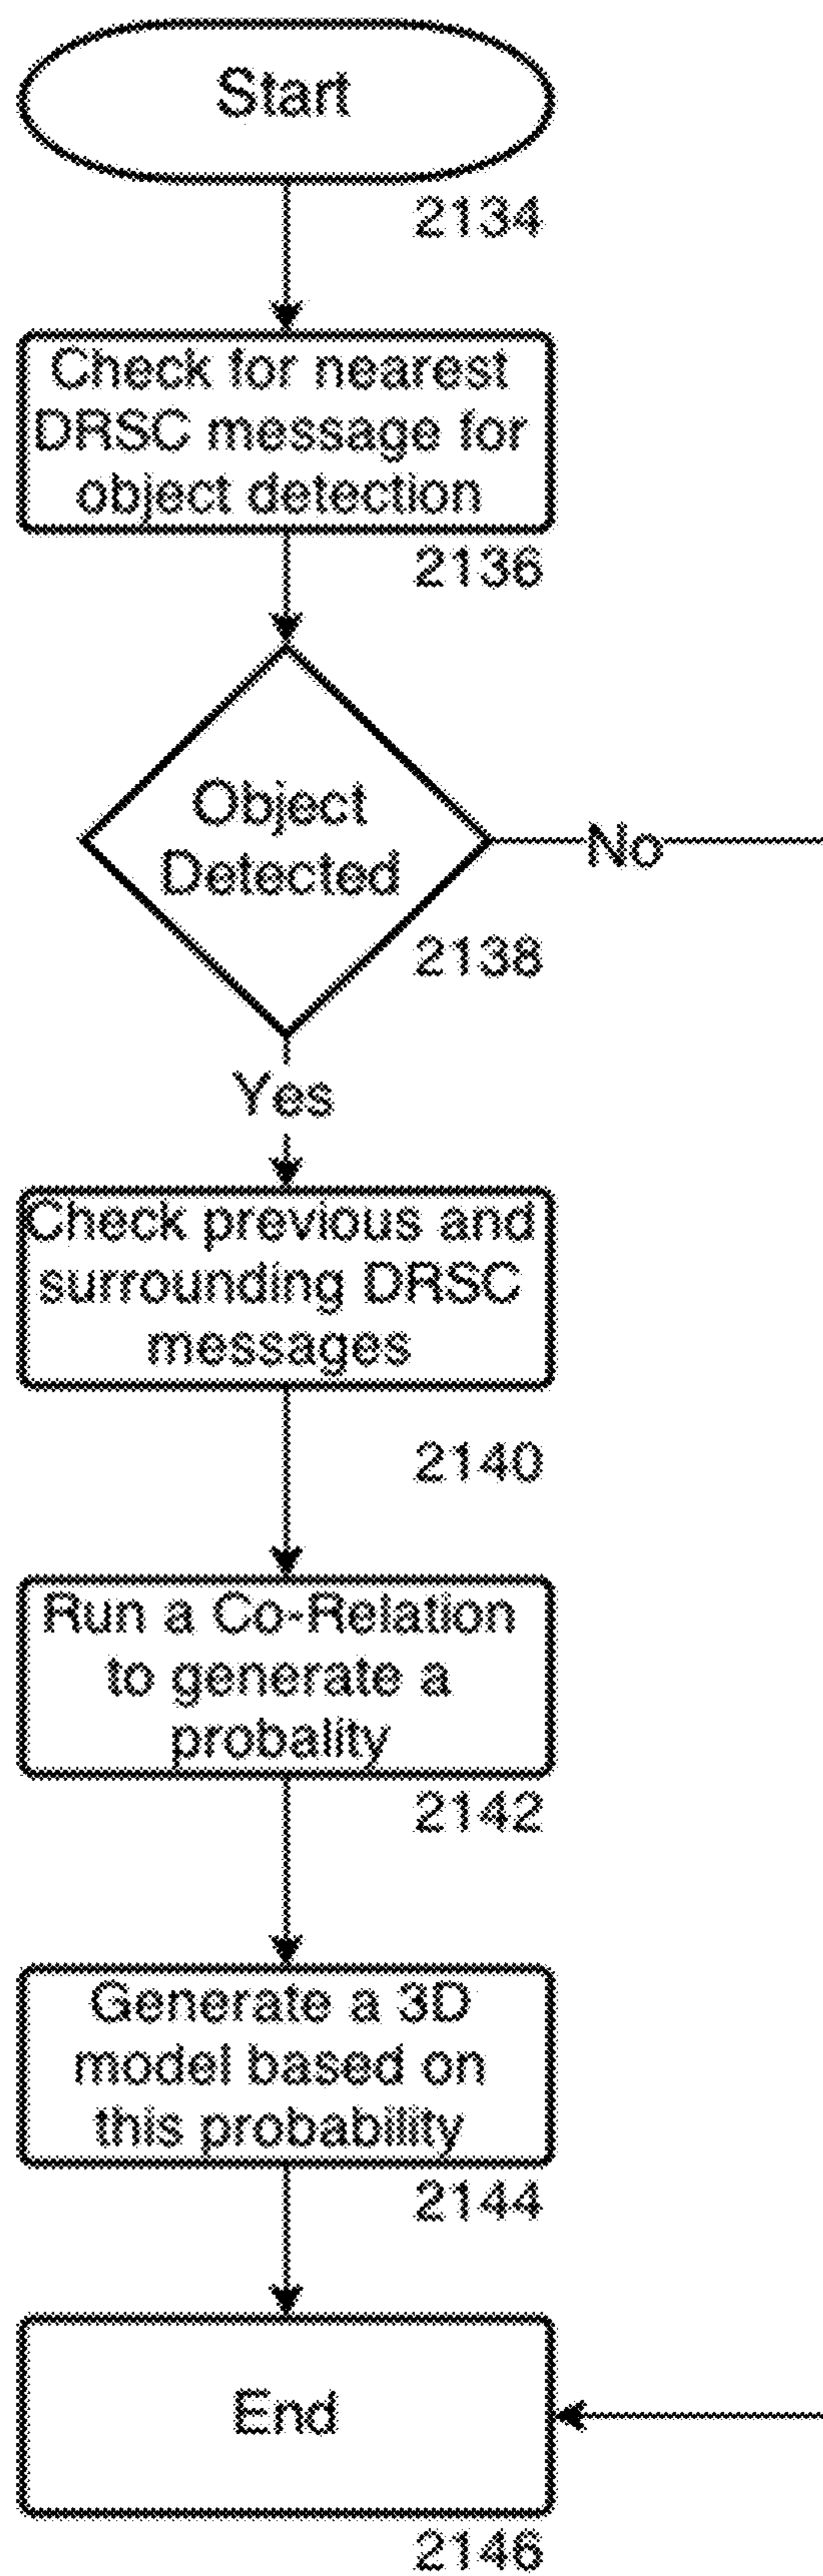 Start
2134
Check for nearest
DRSC message for
object detection
2136
Object
Detected
No
2138
Yes
Check previous and
surrounding DRSC
messages
2140
Run a Co-Relation
to generate a
probality
2142
Generate a 3D
model based on
this probability
2144
End
2146